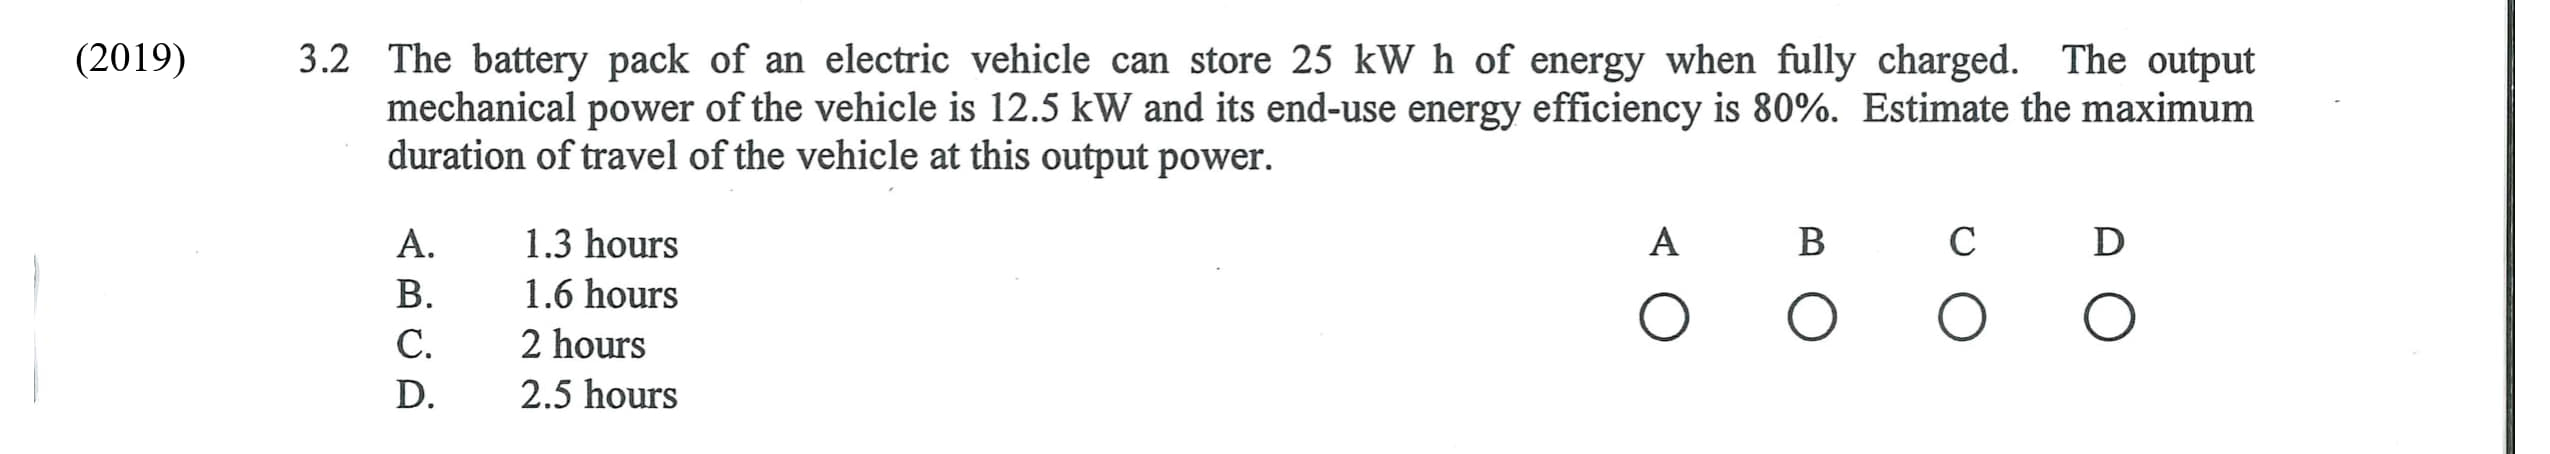 (2019) 3.2 The battery pack of an electric vehicle can store 25 kW h of energy when fully charged. The output
mechanical power of the vehicle is 12.5 kW and its end-use energy efficiency is 80%. Estimate the maximum
duration of travel of the vehicle at this output power.
A. 1.3 hours A B C D
B. 1.6 hours
C. 2 hours
D. 2.5 hours